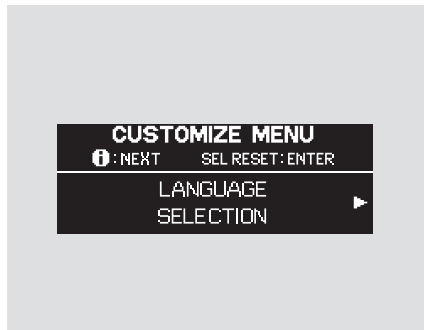 CUSTOMIZE MENU
i:NEXT SEL RESET:ENTER
LANGUAGE
SELECTION